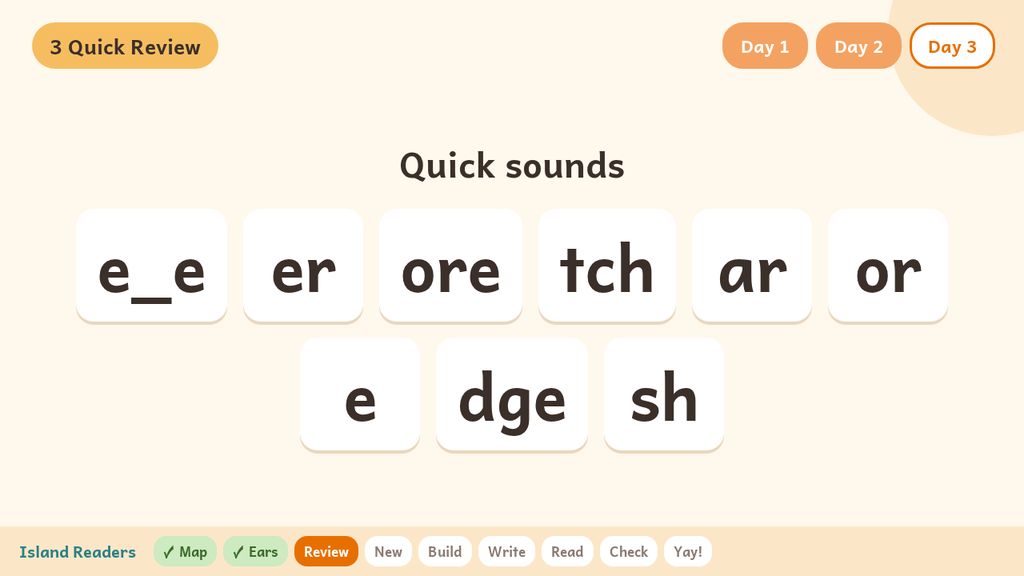 3 Quick Review
Day 1 Day 2 Day 3
Quick sounds
e_e er ore tch ar or
e dge sh
Island Readers ✓ Map ✓ Ears Review New Build Write Read Check Yay!